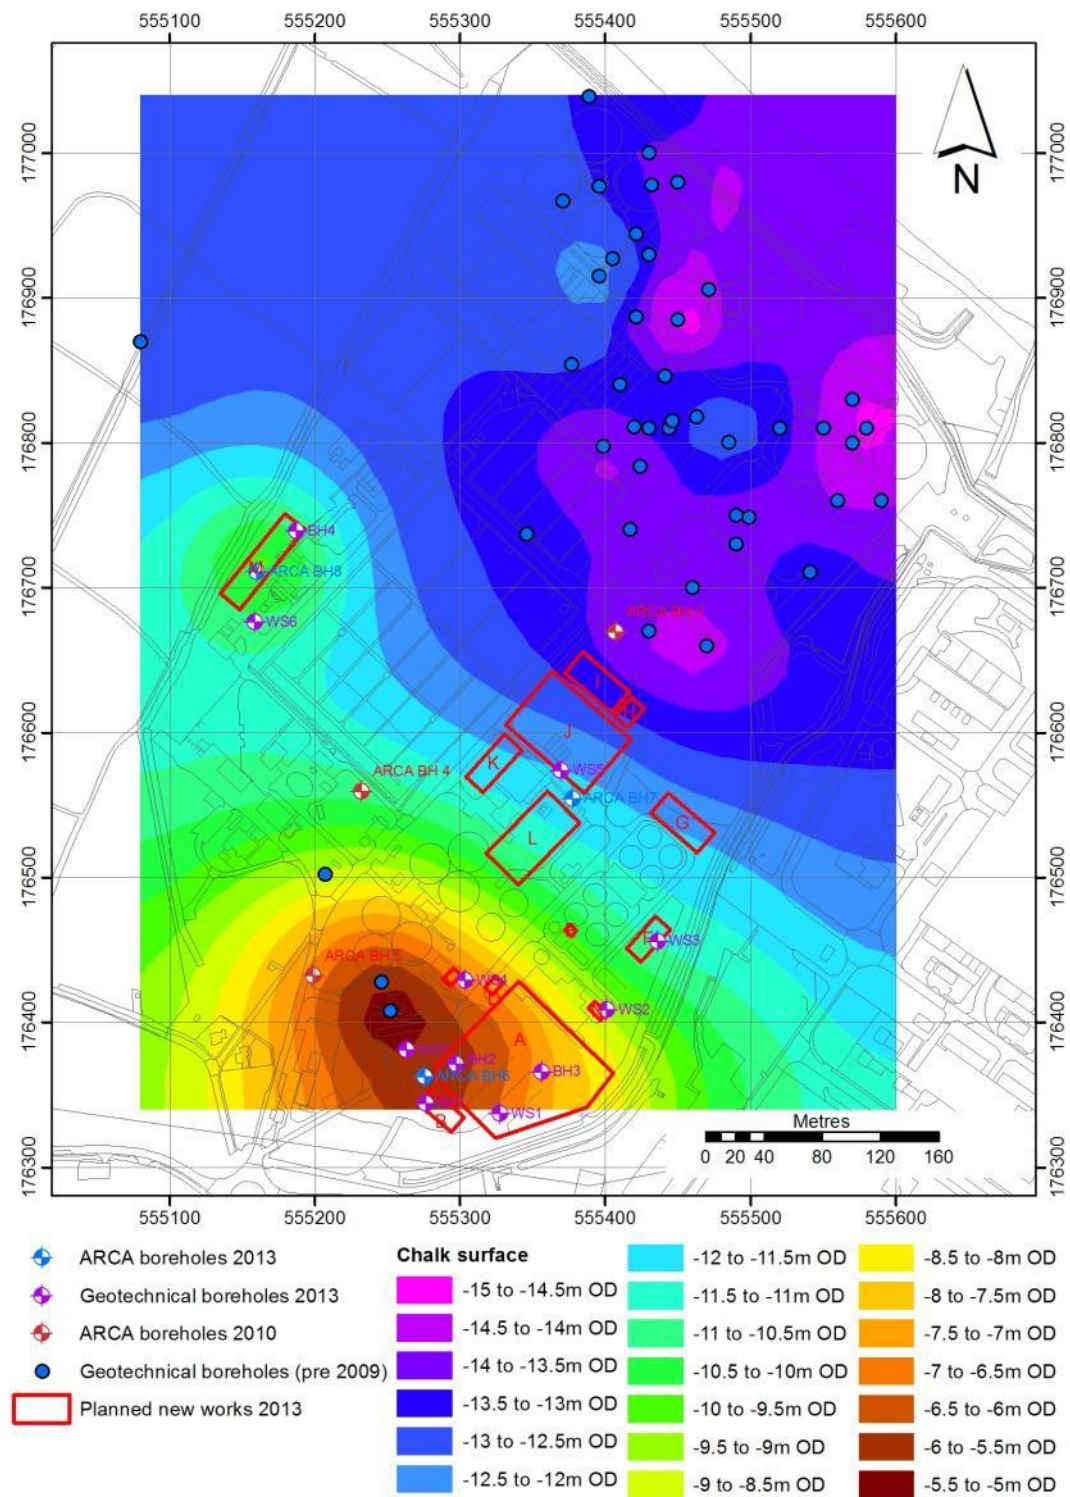 555100 555200 555300 555400 555500 555600
177000 177000
N
176900 176900
176800 176800
BH4
ARCA BH8
176700 176700
WS6
I
H
J
176600 176600
K
WS5
ARCA BH 4
ARCA BH7
G
L
176500 176500
F
WS3
ARCA BH 5
WS4
D
WS2
176400 176400
A
BH2
BH3
ARCA BH6
WS1
B
Metres
0 20 40 80 120 160
176300 176300
555100 555200 555300 555400 555500 555600
ARCA boreholes 2013
Geotechnical boreholes 2013
ARCA boreholes 2010
Geotechnical boreholes (pre 2009)
Planned new works 2013
Chalk surface
-15 to -14.5m OD
-14.5 to -14m OD
-14 to -13.5m OD
-13.5 to -13m OD
-13 to -12.5m OD
-12.5 to -12m OD
-12 to -11.5m OD
-11.5 to -11m OD
-11 to -10.5m OD
-10.5 to -10m OD
-10 to -9.5m OD
-9.5 to -9m OD
-9 to -8.5m OD
-8.5 to -8m OD
-8 to -7.5m OD
-7.5 to -7m OD
-7 to -6.5m OD
-6.5 to -6m OD
-6 to -5.5m OD
-5.5 to -5m OD